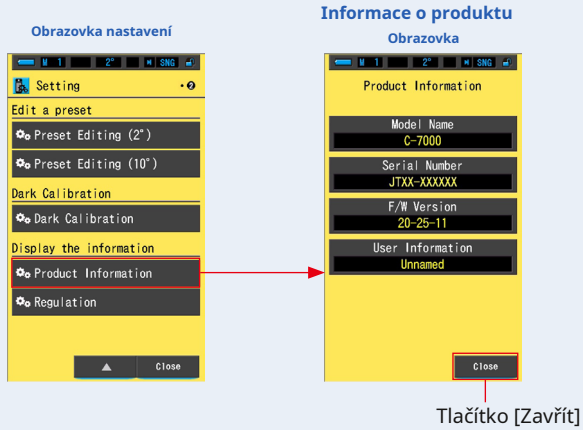 Informace o produktu
Obrazovka nastavení
Obrazovka
M 1 2° SNG
Setting
·❷
Edit a preset
Preset Editing (2°)
Preset Editing (10°)
Dark Calibration
Dark Calibration
Display the information
Product Information
Regulation
▲ Close
M 1 2° SNG
Product Information
Model Name
C-7000
Serial Number
JTXX-XXXXXX
F/W Version
20-25-11
User Information
Unnamed
Close
Tlačítko [Zavřít]